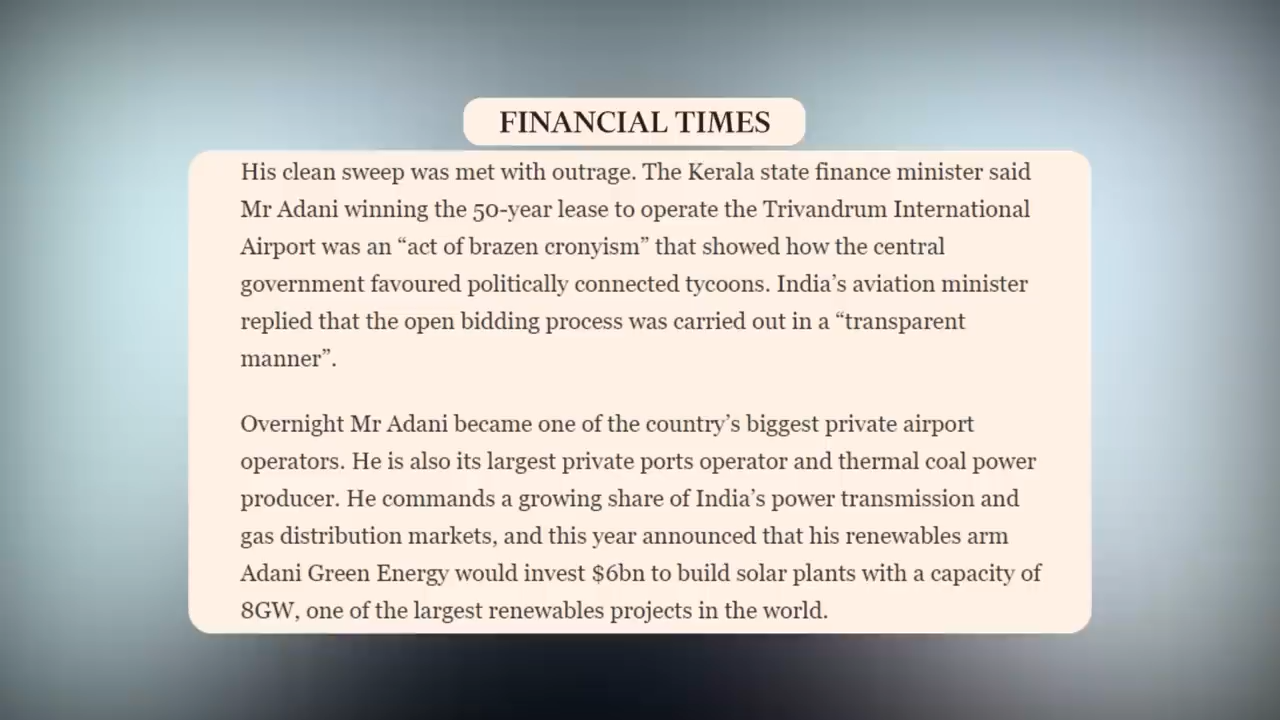 FINANCIAL TIMES
His clean sweep was met with outrage. The Kerala state finance minister said
Mr Adani winning the 50-year lease to operate the Trivandrum International
Airport was an “act of brazen cronyism” that showed how the central
government favoured politically connected tycoons. India’s aviation minister
replied that the open bidding process was carried out in a “transparent
manner”.
Overnight Mr Adani became one of the country’s biggest private airport
operators. He is also its largest private ports operator and thermal coal power
producer. He commands a growing share of India’s power transmission and
gas distribution markets, and this year announced that his renewables arm
Adani Green Energy would invest $6bn to build solar plants with a capacity of
8GW, one of the largest renewables projects in the world.